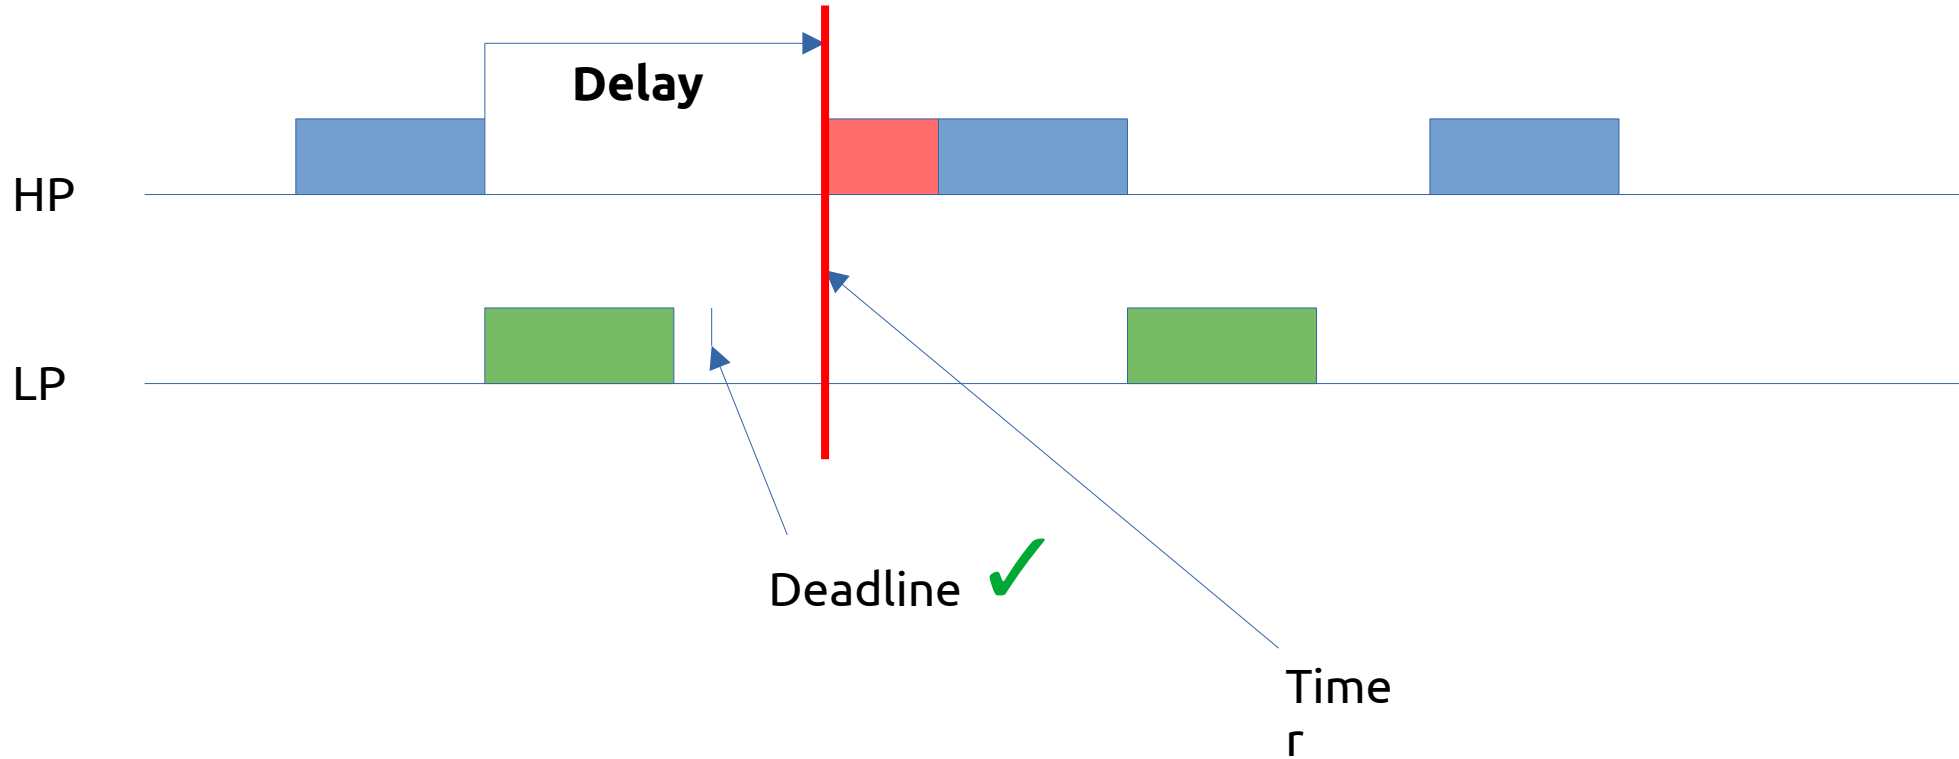 Delay
HP
LP
Deadline ✓
Time
r